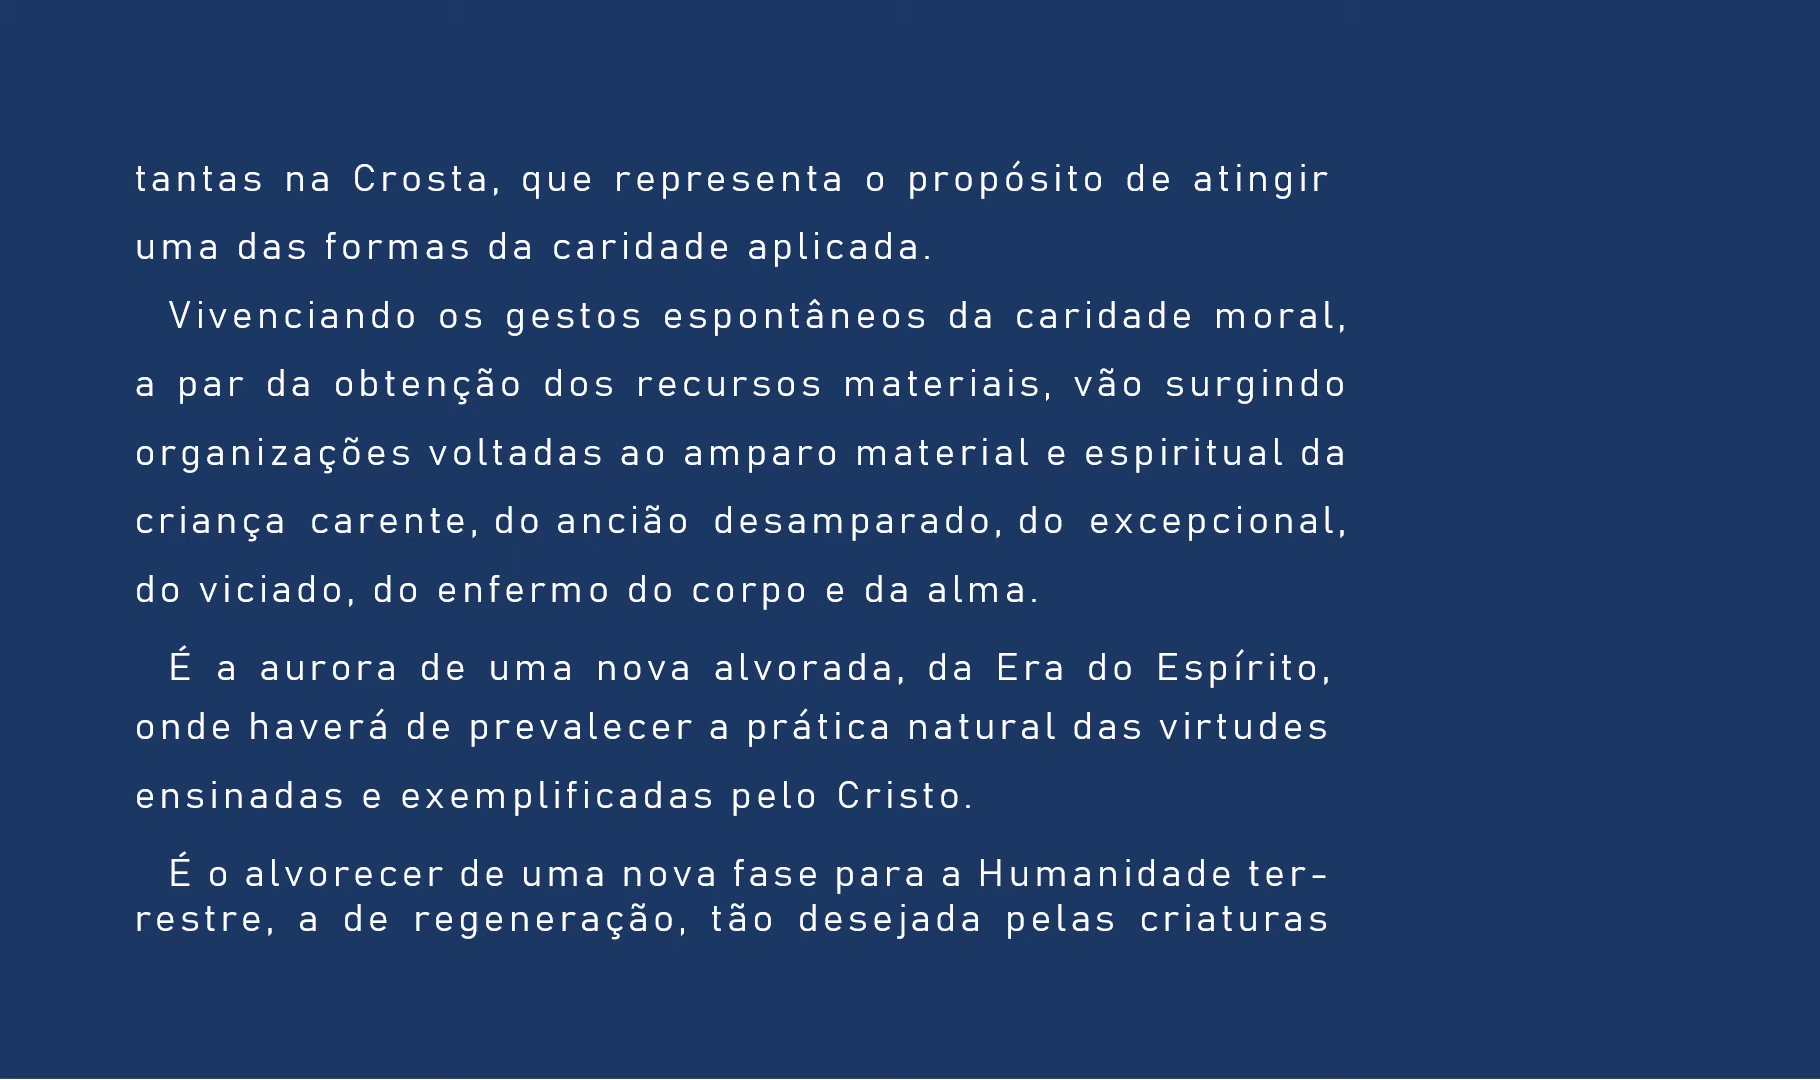 tantas na Crosta, que representa o propósito de atingir
uma das formas da caridade aplicada.
Vivenciando os gestos espontâneos da caridade moral,
a par da obtenção dos recursos materiais, vão surgindo
organizações voltadas ao amparo material e espiritual da
criança carente, do ancião desamparado, do excepcional,
do viciado, do enfermo do corpo e da alma.
É a aurora de uma nova alvorada, da Era do Espírito,
onde haverá de prevalecer a prática natural das virtudes
ensinadas e exemplificadas pelo Cristo.
É o alvorecer de uma nova fase para a Humanidade ter-
restre, a de regeneração, tão desejada pelas criaturas